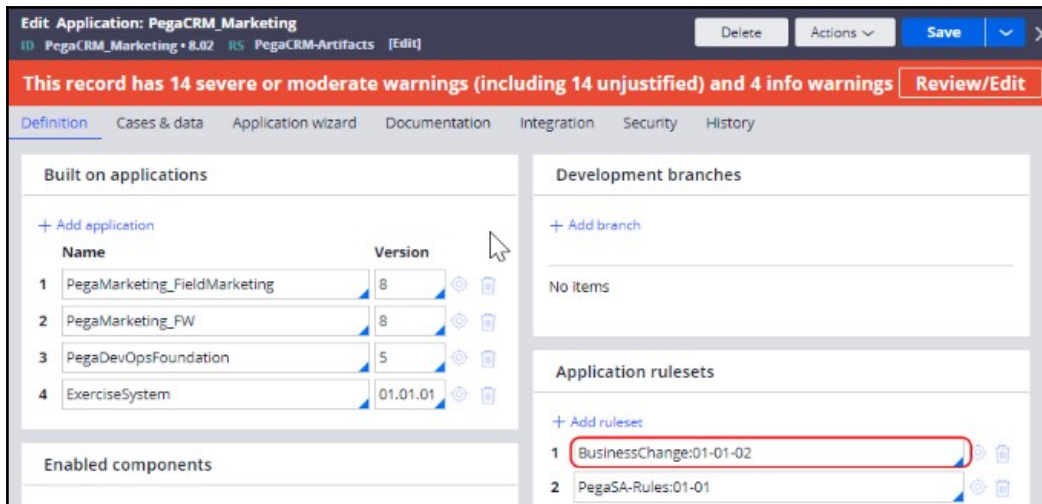 Edit Application: PegaCRM_Marketing
ID PegaCRM_Marketing • 8.02 RS PegaCRM-Artifacts [Edit]
Delete
Actions
Save
This record has 14 severe or moderate warnings (including 14 unjustified) and 4 info warnings
Review/Edit
Definition Cases & data Application wizard Documentation Integration Security History
Built on applications
+ Add application
Name Version
1 PegaMarketing_FieldMarketing 8
2 PegaMarketing_FW 8
3 PegaDevOpsFoundation 5
4 ExerciseSystem 01.01.01
Enabled components
Development branches
+ Add branch
No items
Application rulesets
+ Add ruleset
1 BusinessChange:01-01-02
2 PegaSA-Rules:01-01